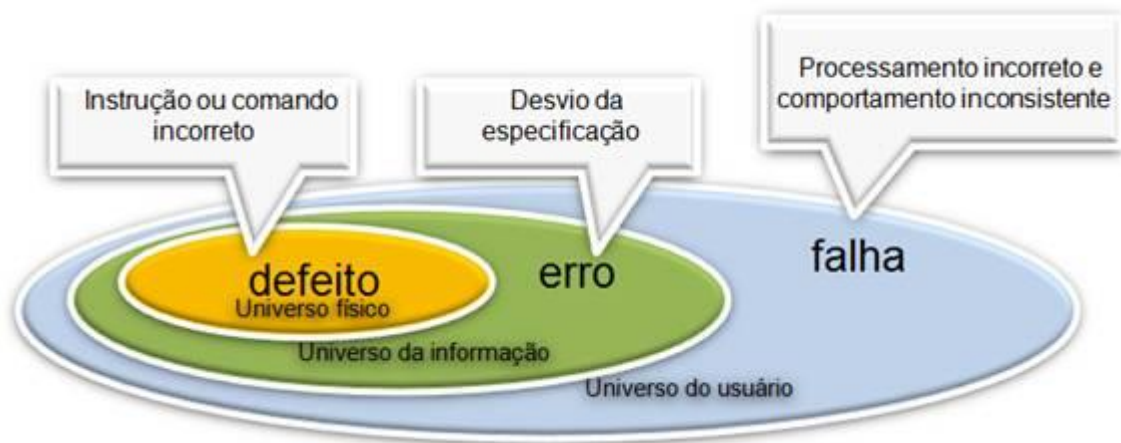 Instrução ou comando
incorreto
Desvio da
especificação
Processamento incorreto e
comportamento inconsistente
defeito
Universo físico
erro
Universo da informação
falha
Universo do usuário